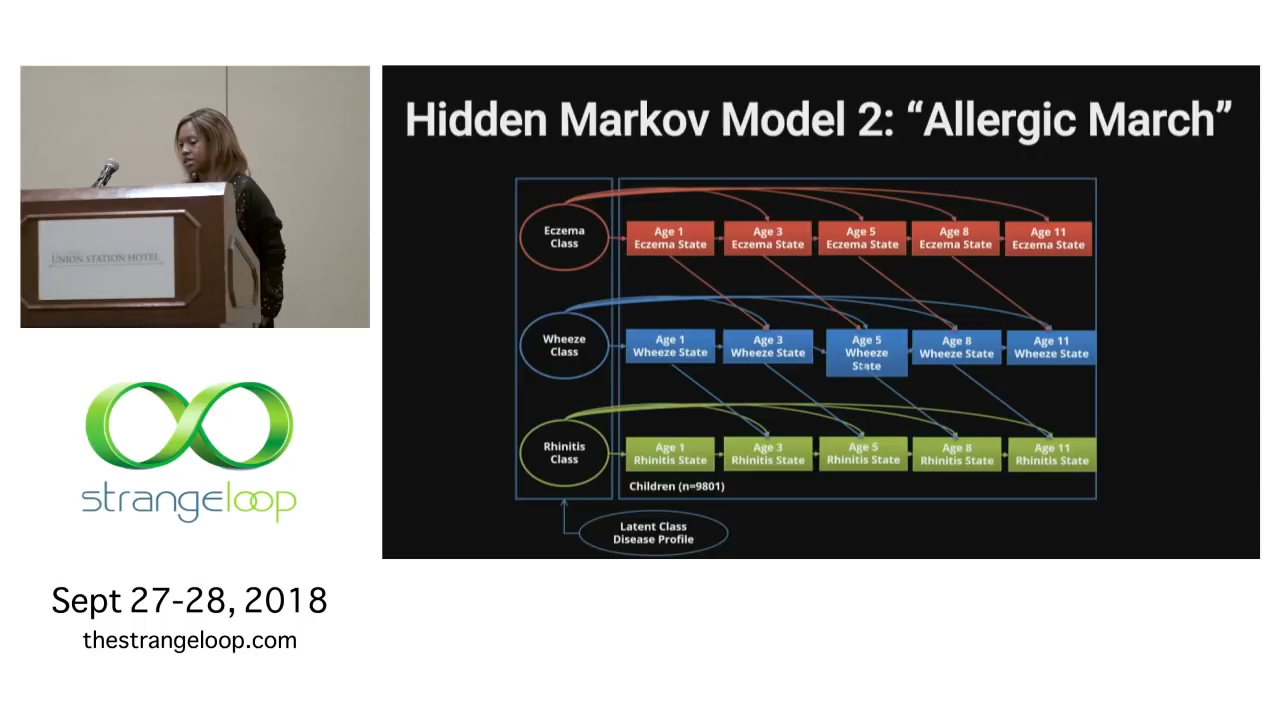 Hidden Markov Model 2: “Allergic March”
Eczema
Class
Age 1
Eczema State
Age 3
Eczema State
Age 5
Eczema State
Age 8
Eczema State
Age 11
Eczema State
Wheeze
Class
Age 1
Wheeze State
Age 3
Wheeze State
Age 5
Wheeze
State
Age 8
Wheeze State
Age 11
Wheeze State
Rhinitis
Class
Age 1
Rhinitis State
Age 3
Rhinitis State
Age 5
Rhinitis State
Age 8
Rhinitis State
Age 11
Rhinitis State
Children (n=9801)
Latent Class
Disease Profile
UNION STATION HOTEL
strangeloop
Sept 27-28, 2018
thestrangeloop.com